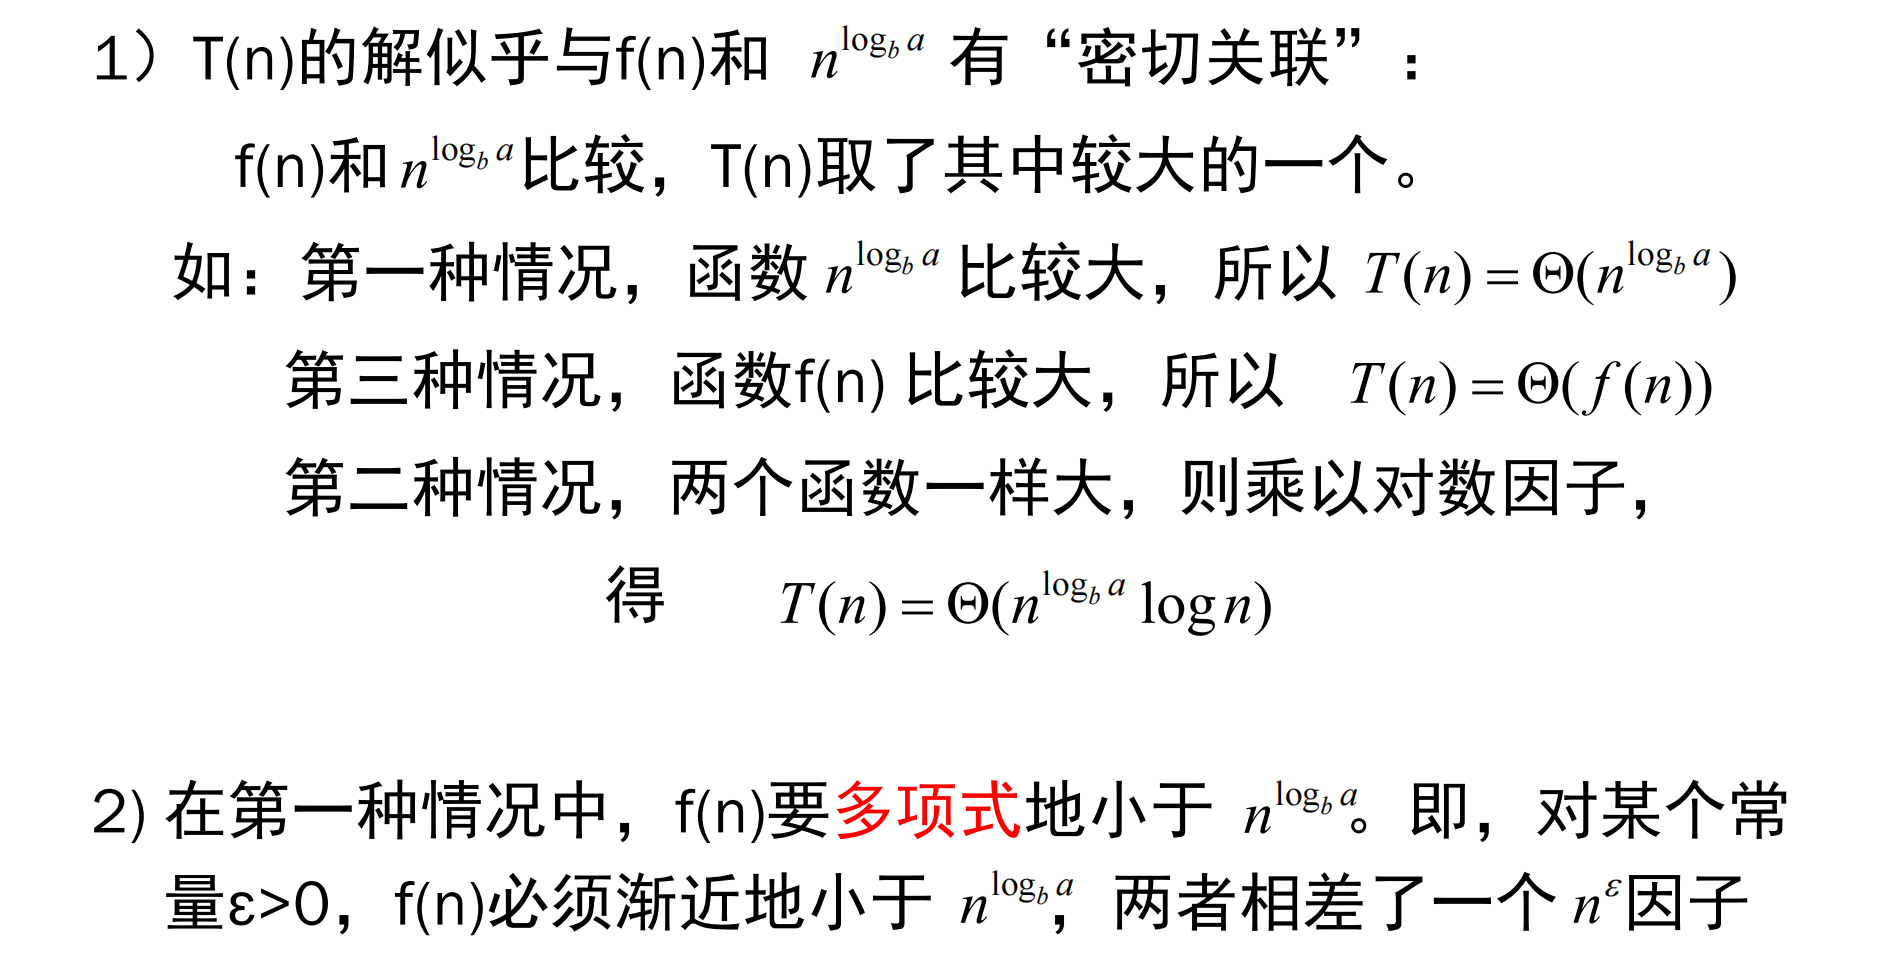 1）T(n)的解似乎与f(n)和 n^{log_b a} 有“密切关联”：
f(n)和 n^{log_b a} 比较，T(n)取了其中较大的一个。
如：第一种情况，函数 n^{log_b a} 比较大，所以 T(n) = Θ(n^{log_b a})
第三种情况，函数f(n) 比较大，所以 T(n) = Θ(f(n))
第二种情况，两个函数一样大，则乘以对数因子，
得 T(n) = Θ(n^{log_b a} log n)
2) 在第一种情况中，f(n)要多项式地小于 n^{log_b a}。即，对某个常
量ε>0，f(n)必须渐近地小于 n^{log_b a}，两者相差了一个 n^ε因子